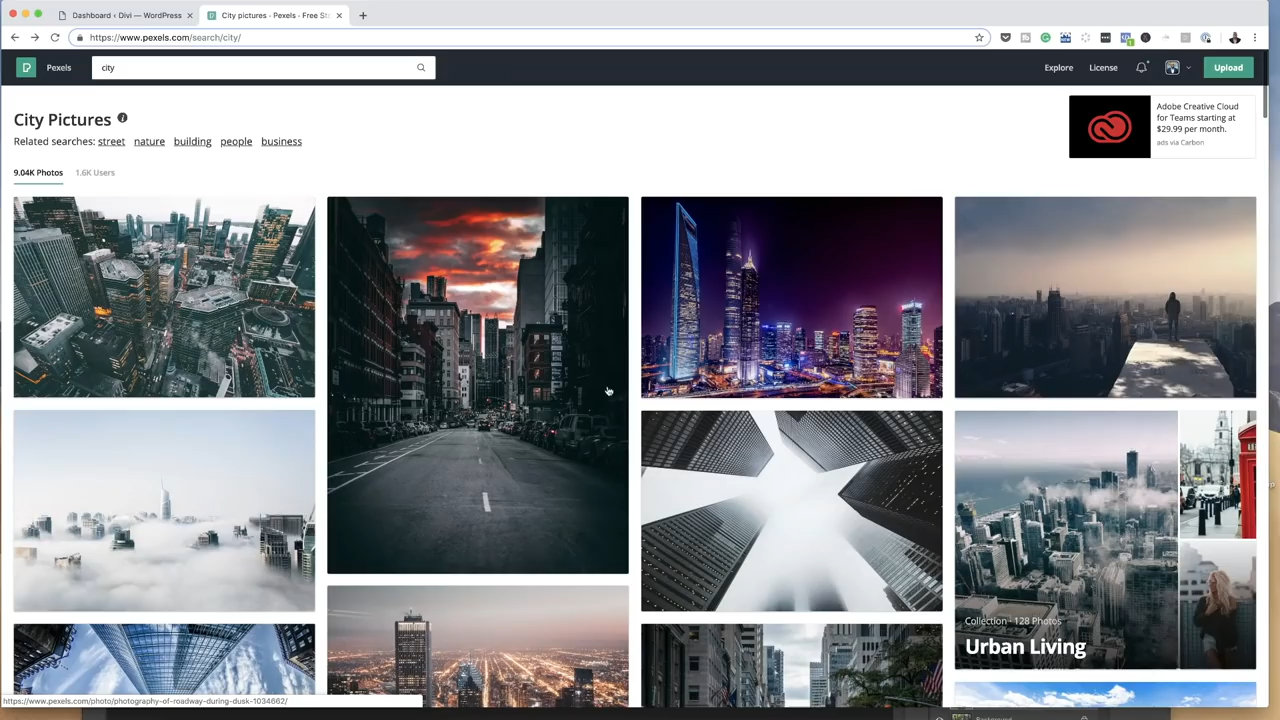 Dashboard ‹ Divi — WordPress
City pictures - Pexels - Free St
https://www.pexels.com/search/city/
Pexels
city
Explore
License
Upload
City Pictures
Related searches: street nature building people business
9.04K Photos
1.6K Users
Adobe Creative Cloud
for Teams starting at
$29.99 per month.
ads via Carbon
Collection · 128 Photos
Urban Living
https://www.pexels.com/photo/photography-of-roadway-during-dusk-1034662/
Background